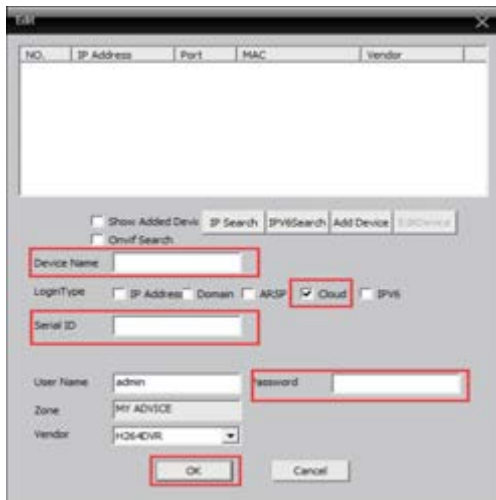 Edit
NO. IP Address Port MAC Vendor
Show Added Devic IP Search IPV6Search Add Device
Onvif Search
Device Name
LoginType IP Address Domain ARSP Cloud IPV6
Serial ID
User Name admin Password
Zone MY ADVICE
Vendor H264DVR
OK Cancel